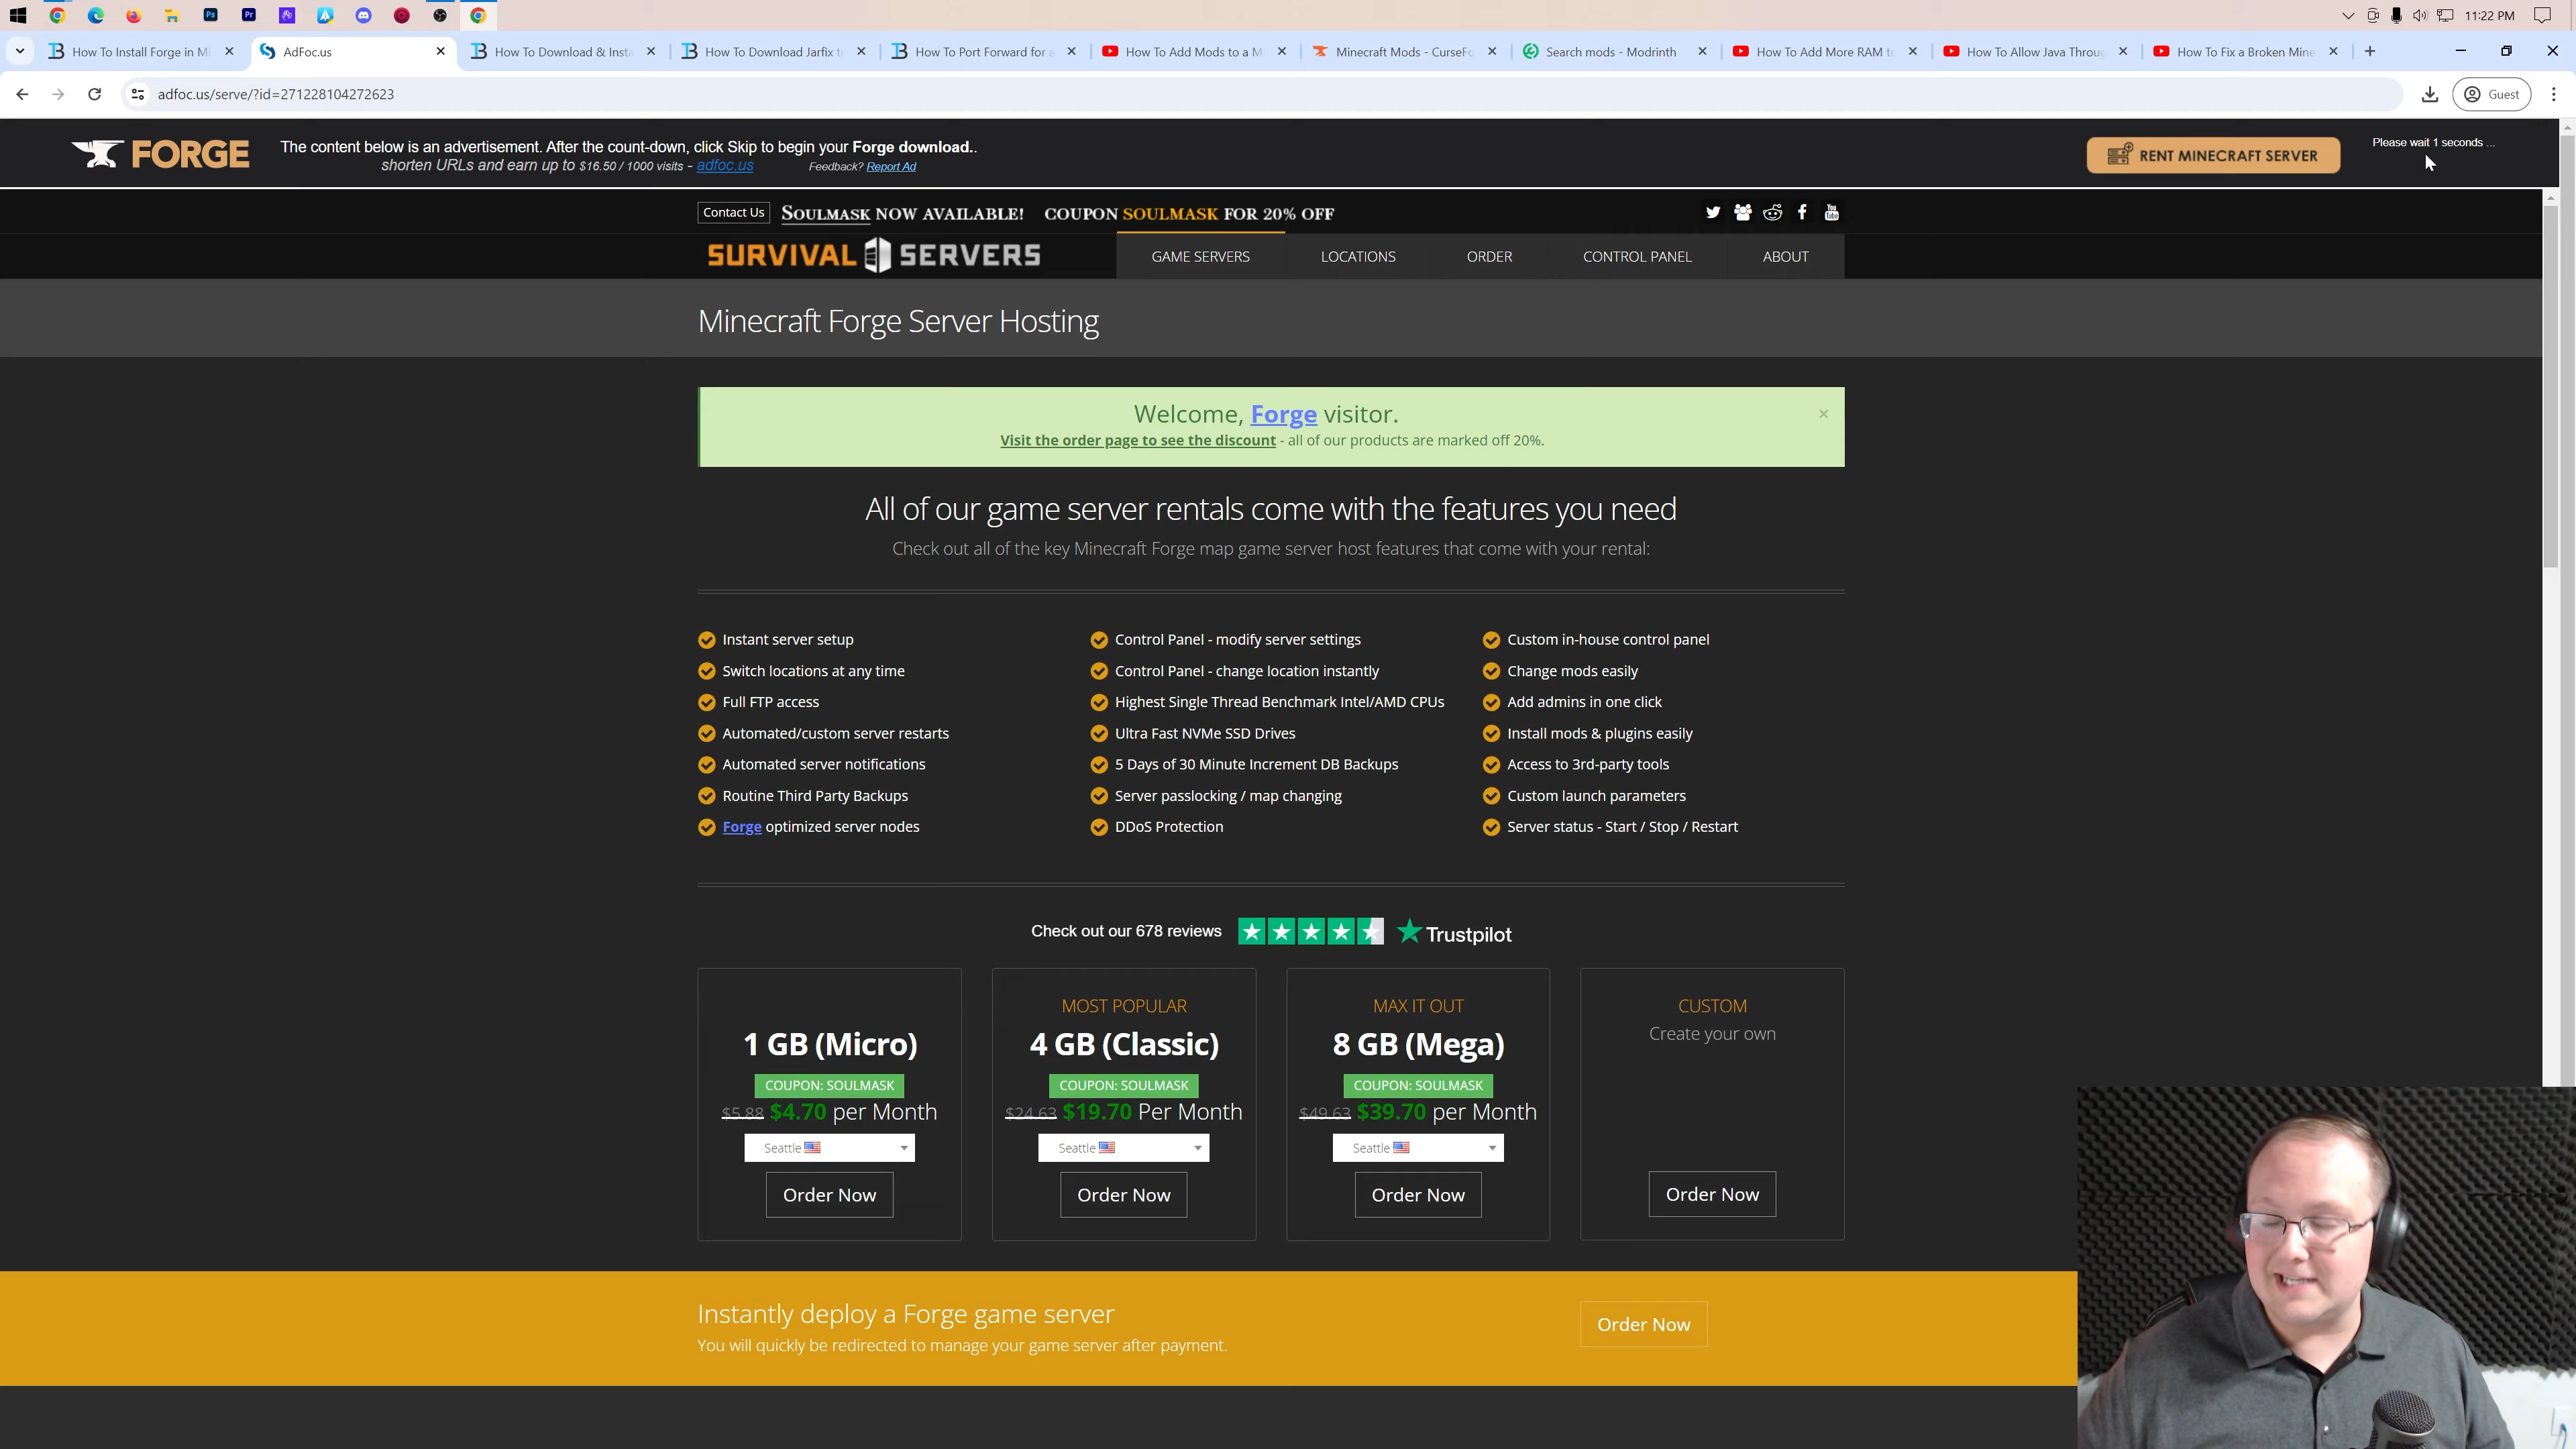 11:22 PM
How To Install Forge in Mi
AdFoc.us
How To Download & Insta
How To Download Jarfix t
How To Port Forward for a
How To Add Mods to a M
Minecraft Mods - CurseFo
Search mods - Modrinth
How To Add More RAM to
How To Allow Java Throug
How To Fix a Broken Mine
adfoc.us/serve/?id=271228104272623
Guest
FORGE
The content below is an advertisement. After the count-down, click Skip to begin your Forge download..
shorten URLs and earn up to $16.50 / 1000 visits - adfoc.us
Feedback? Report Ad
RENT MINECRAFT SERVER
Please wait 1 seconds ...
Contact Us
SOULMASK NOW AVAILABLE! COUPON SOULMASK FOR 20% OFF
You Tube
SURVIVAL SERVERS
GAME SERVERS
LOCATIONS
ORDER
CONTROL PANEL
ABOUT
Minecraft Forge Server Hosting
Welcome, Forge visitor.
Visit the order page to see the discount - all of our products are marked off 20%.
All of our game server rentals come with the features you need
Check out all of the key Minecraft Forge map game server host features that come with your rental:
Instant server setup
Switch locations at any time
Full FTP access
Automated/custom server restarts
Automated server notifications
Routine Third Party Backups
Forge optimized server nodes
Control Panel - modify server settings
Control Panel - change location instantly
Highest Single Thread Benchmark Intel/AMD CPUs
Ultra Fast NVMe SSD Drives
5 Days of 30 Minute Increment DB Backups
Server passlocking / map changing
DDoS Protection
Custom in-house control panel
Change mods easily
Add admins in one click
Install mods & plugins easily
Access to 3rd-party tools
Custom launch parameters
Server status - Start / Stop / Restart
Check out our 678 reviews
Trustpilot
1 GB (Micro)
COUPON: SOULMASK
$5.88 $4.70 per Month
Seattle
Order Now
MOST POPULAR
4 GB (Classic)
COUPON: SOULMASK
$24.63 $19.70 Per Month
Seattle
Order Now
MAX IT OUT
8 GB (Mega)
COUPON: SOULMASK
$49.63 $39.70 per Month
Seattle
Order Now
CUSTOM
Create your own
Order Now
Instantly deploy a Forge game server
You will quickly be redirected to manage your game server after payment.
Order Now